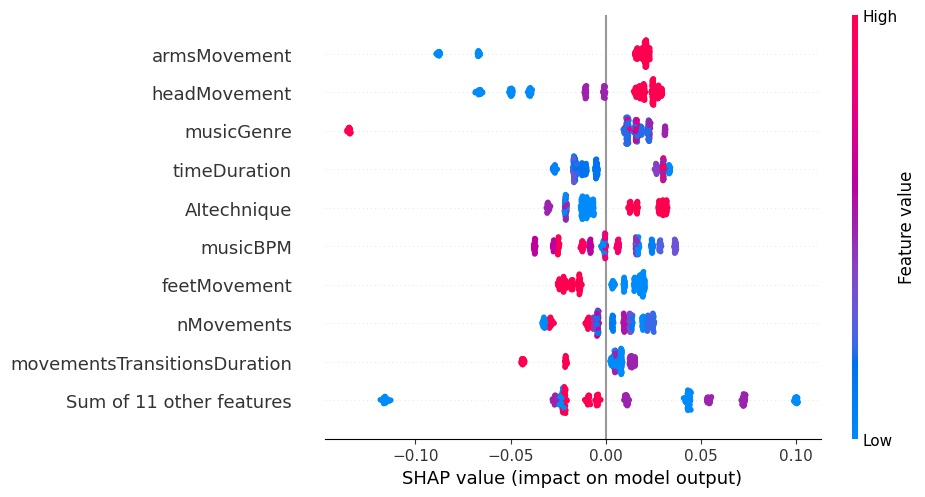 High
armsMovement
headMovement
musicGenre
timeDuration
AItechnique
musicBPM
feetMovement
nMovements
movementsTransitionsDuration
Sum of 11 other features
Feature value
Low
−0.10 −0.05 0.00 0.05 0.10
SHAP value (impact on model output)